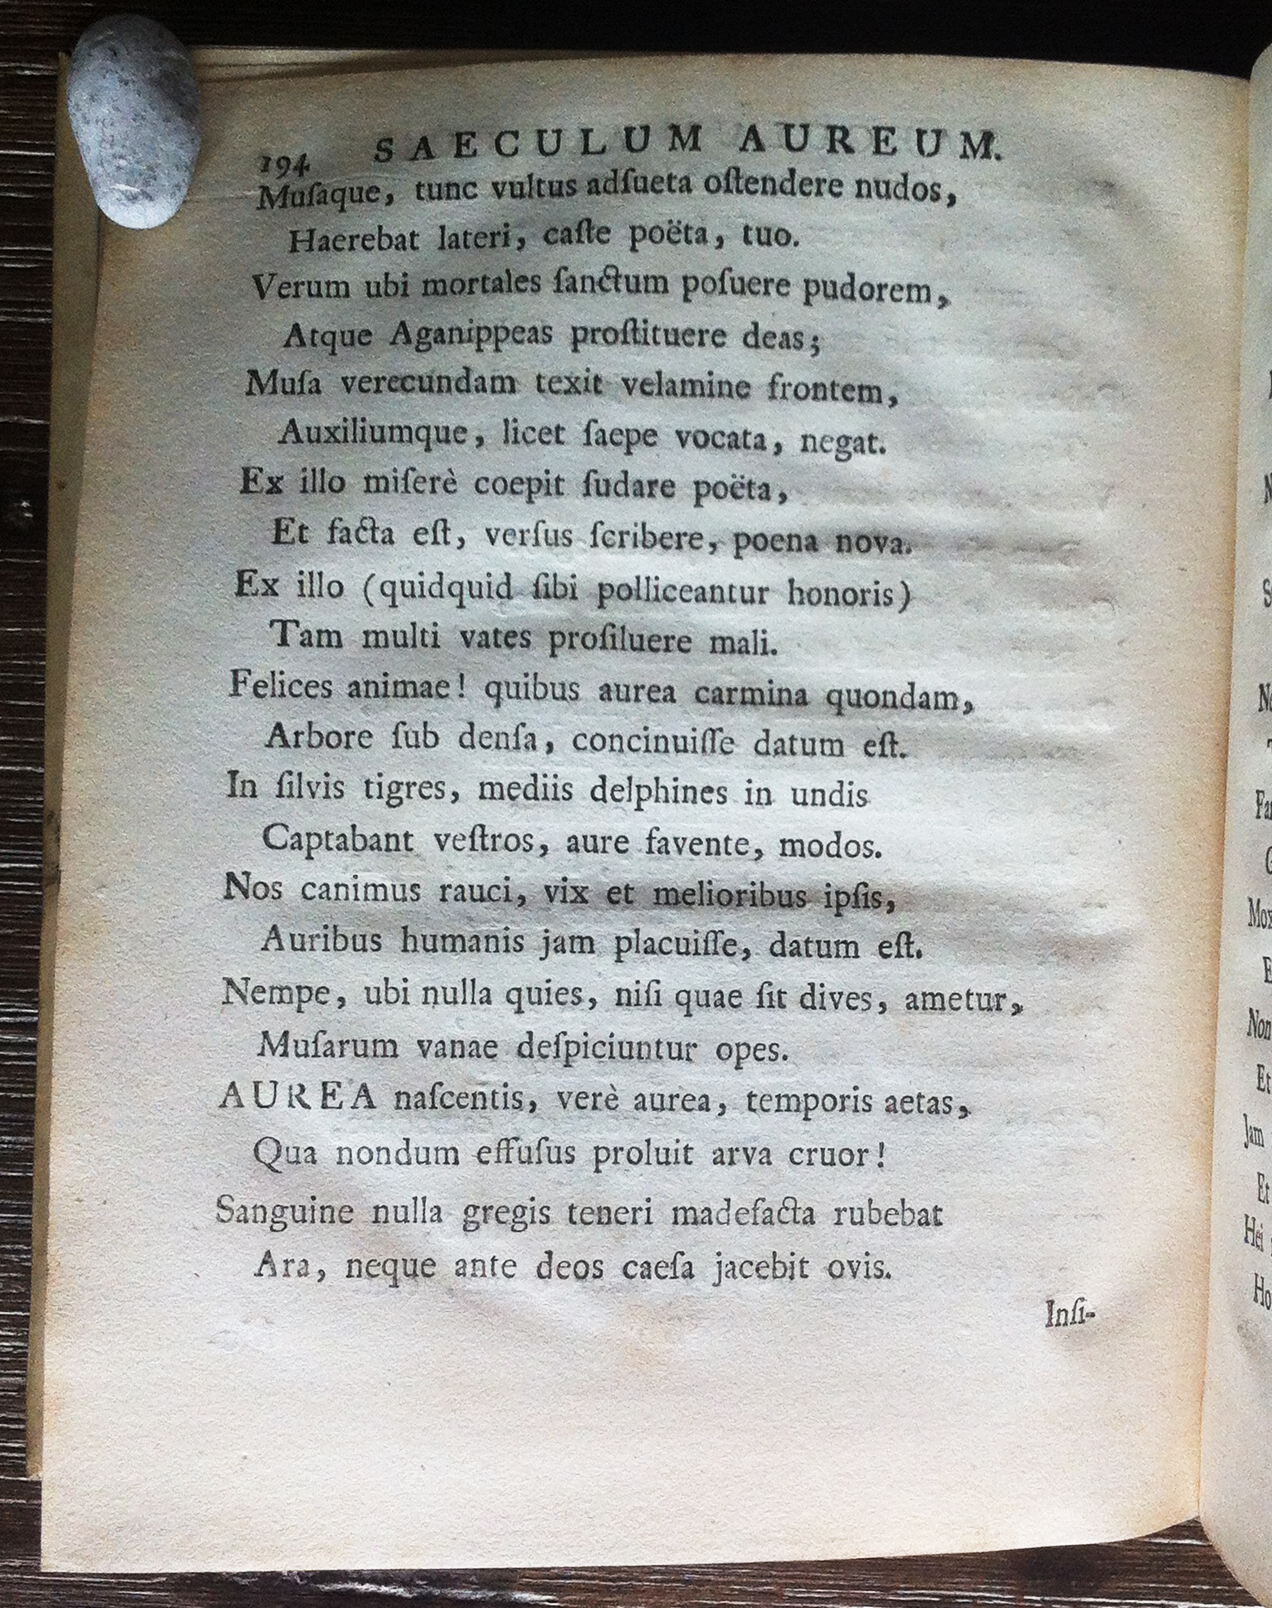 194 SAECULUM AUREUM.
Muſaque, tunc vultus adſueta oſtendere nudos,
Haerebat lateri, caſte poëta, tuo.
Verum ubi mortales ſanctum poſuere pudorem,
Atque Aganippeas proſtituere deas;
Muſa verecundam texit velamine frontem,
Auxiliumque, licet ſaepe vocata, negat.
Ex illo miſerè coepit ſudare poëta,
Et facta eſt, verſus ſcribere, poena nova.
Ex illo (quidquid ſibi polliceantur honoris)
Tam multi vates proſiluere mali.
Felices animae! quibus aurea carmina quondam,
Arbore ſub denſa, concinuiſſe datum eſt.
In ſilvis tigres, mediis delphines in undis
Captabant veſtros, aure favente, modos.
Nos canimus rauci, vix et melioribus ipſis,
Auribus humanis jam placuiſſe, datum eſt.
Nempe, ubi nulla quies, niſi quae ſit dives, ametur,
Muſarum vanae deſpiciuntur opes.
AUREA naſcentis, verè aurea, temporis aetas,
Qua nondum effuſus proluit arva cruor!
Sanguine nulla gregis teneri madefacta rubebat
Ara, neque ante deos caeſa jacebit ovis.
Inſi-
Mox
Non
Et
Jam
Et
Hei
Ho